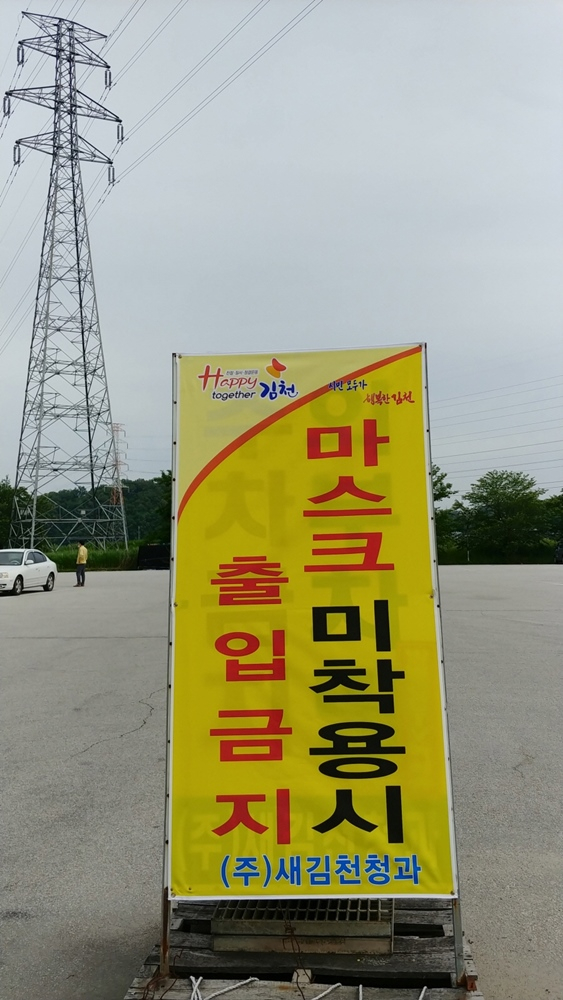 Happy
together 김천
시민 모두가
행복한 김천
마스크 미착용시
출입금지
(주)새김천청과